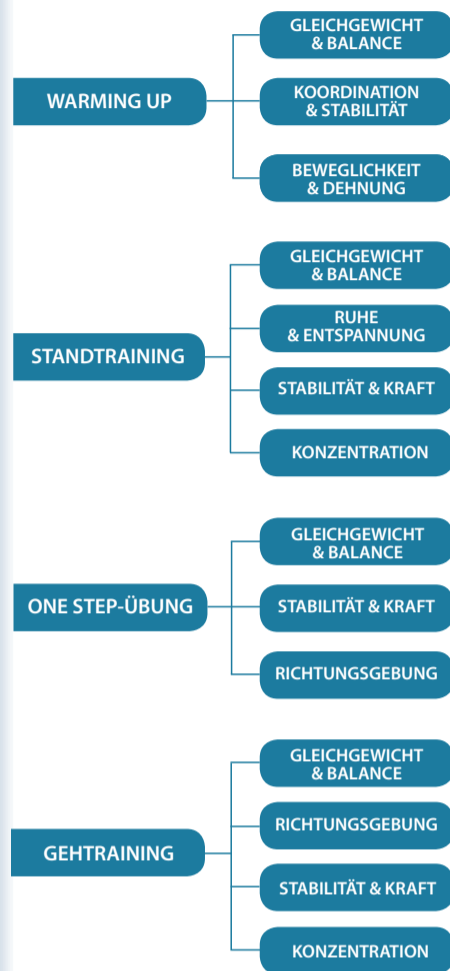 WARMING UP
GLEICHGEWICHT
& BALANCE
KOORDINATION
& STABILITÄT
BEWEGLICHKEIT
& DEHNUNG
STANDTRAINING
GLEICHGEWICHT
& BALANCE
RUHE
& ENTSPANNUNG
STABILITÄT & KRAFT
KONZENTRATION
ONE STEP-ÜBUNG
GLEICHGEWICHT
& BALANCE
STABILITÄT & KRAFT
RICHTUNGSGEBUNG
GEHTRAINING
GLEICHGEWICHT
& BALANCE
RICHTUNGSGEBUNG
STABILITÄT & KRAFT
KONZENTRATION